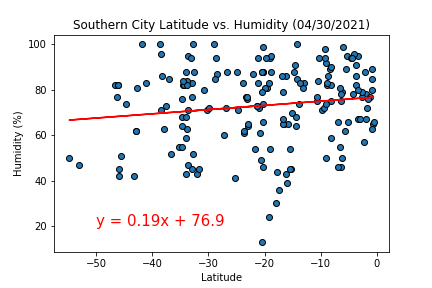 Southern City Latitude vs. Humidity (04/30/2021)
Humidity (%)
100
80
60
40
20
y = 0.19x + 76.9
−50
−40
−30
−20
−10
0
Latitude